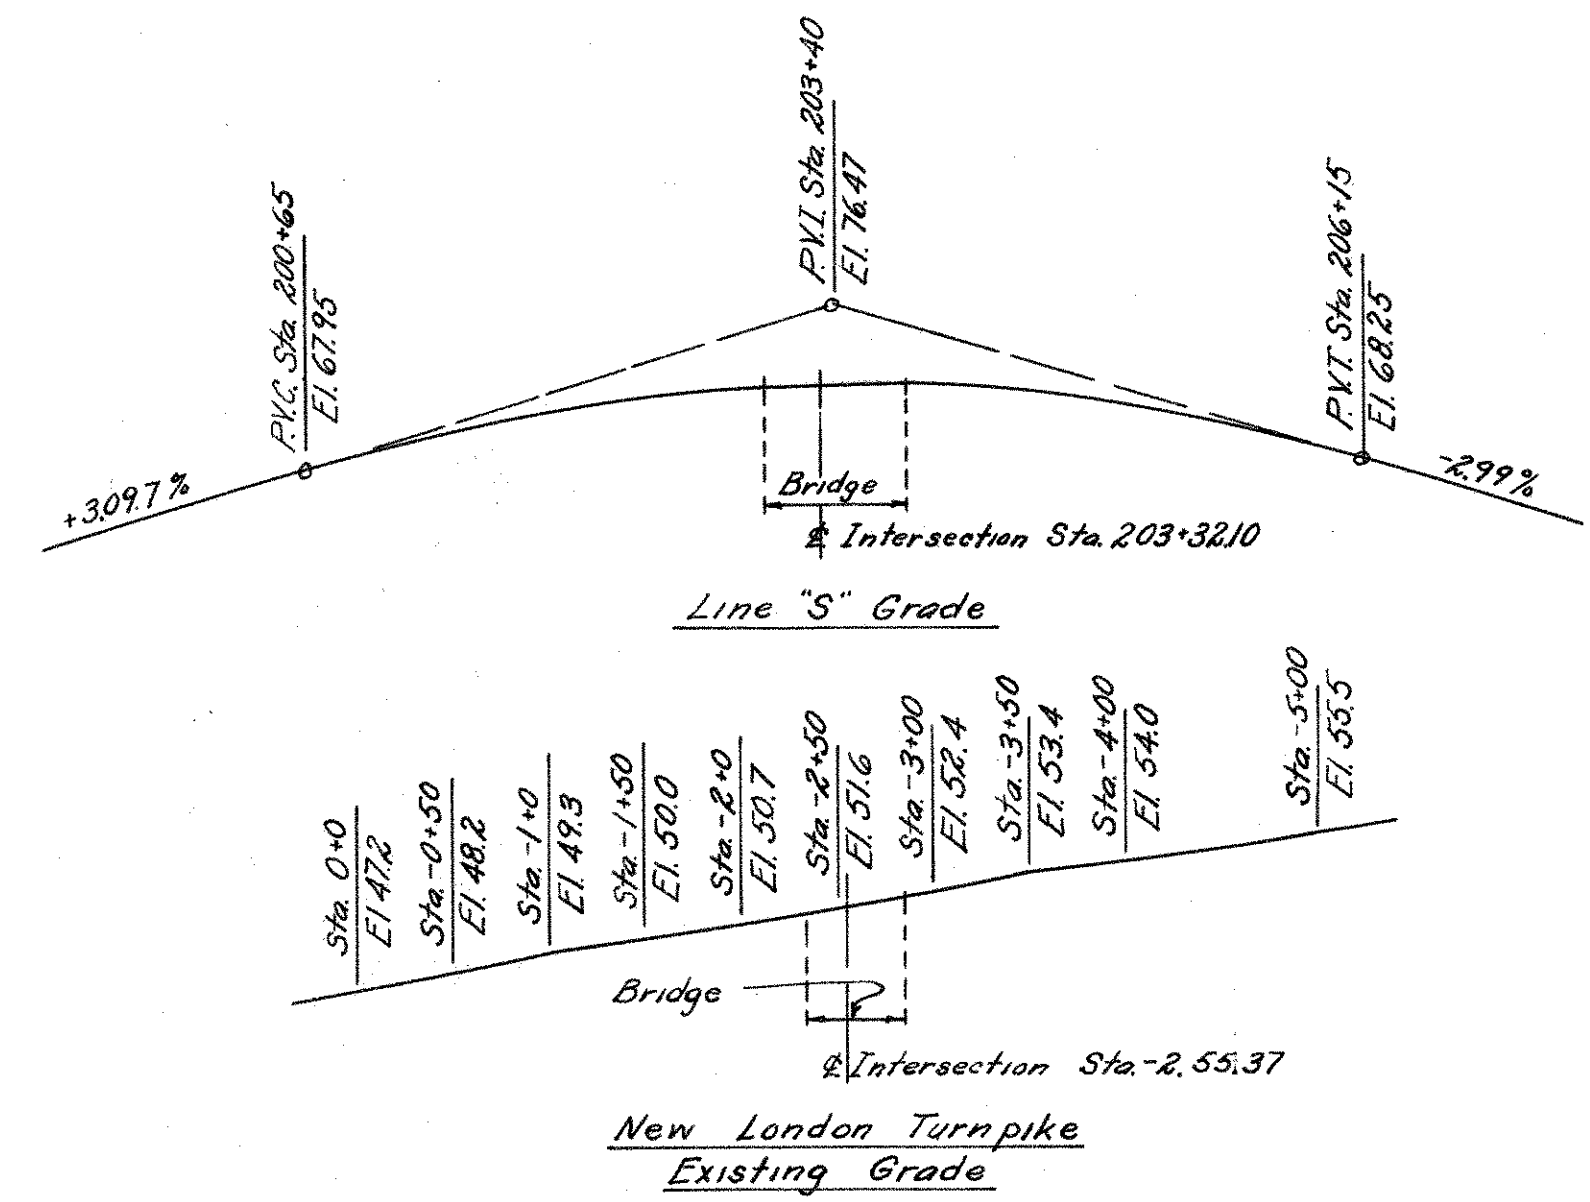 P.V.C. Sta. 200+65
El. 67.95
P.V.I. Sta. 203+40
El. 76.47
P.V.T. Sta. 206+15
El. 68.25
+3.09.7%
-2.99%
Bridge
℄ Intersection Sta. 203+32.10
Line "S" Grade
Sta. 0+0
El 47.2
Sta. -0+50
El. 48.2
Sta. -1+0
El. 49.3
Sta. -1+50
El. 50.0
Sta. -2+0
El. 50.7
Sta. -2+50
El. 51.6
Sta. -3+00
El. 52.4
Sta. -3+50
El. 53.4
Sta. -4+00
El. 54.0
Sta. -5+00
El. 55.5
Bridge
℄ Intersection Sta. -2.55.37
New London Turnpike
Existing Grade